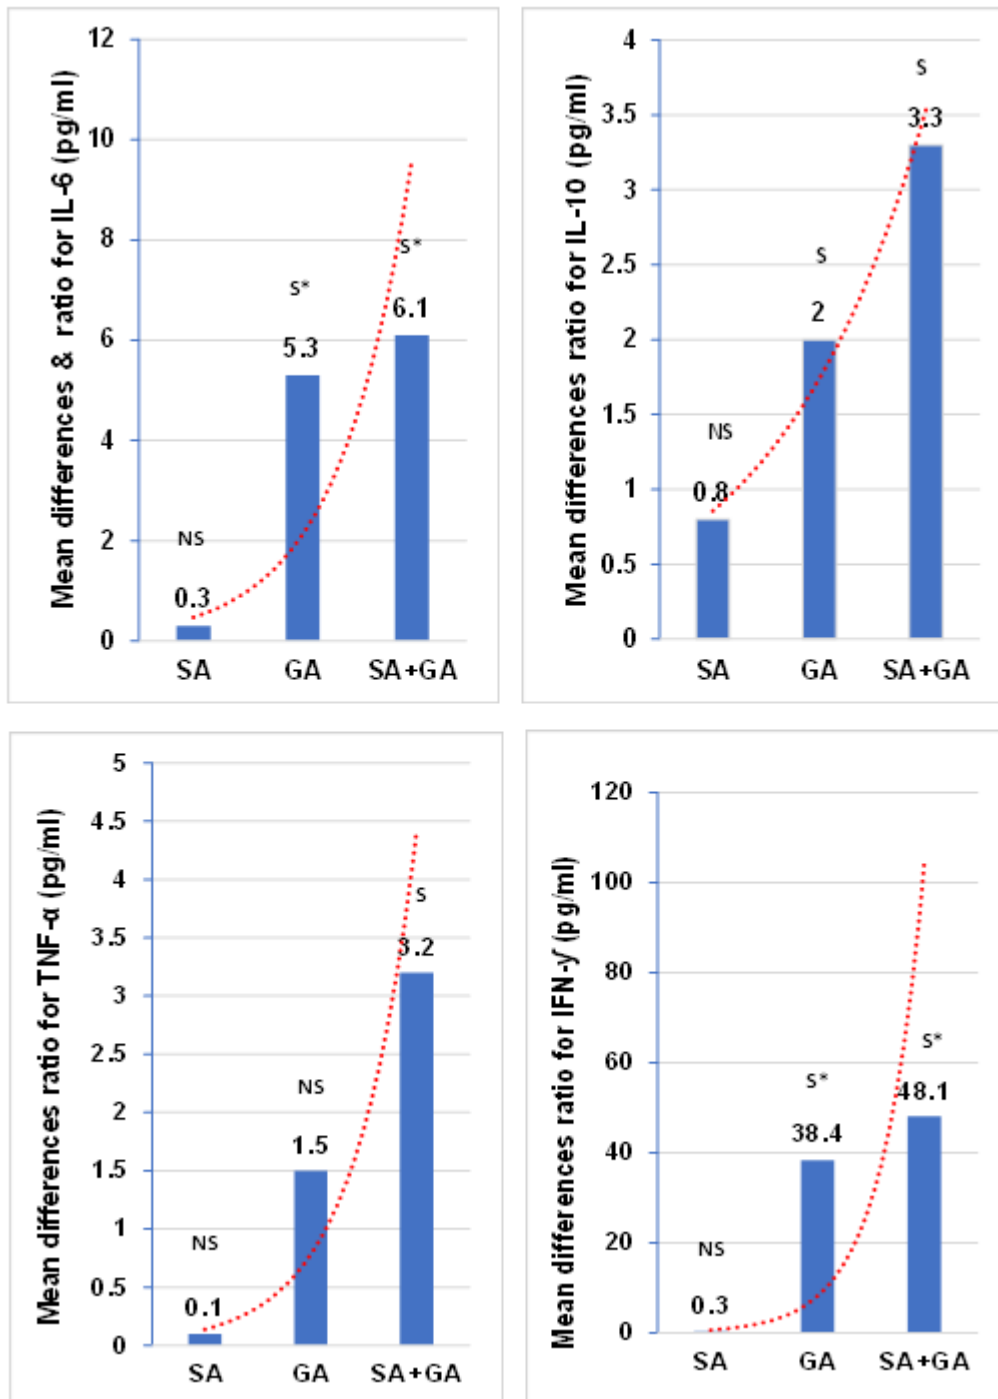 Mean differences & ratio for IL-6 (pg/ml)
12
10
8
6
4
2
0
NS
0.3
S*
5.3
S*
6.1
SA GA SA+GA
Mean differences ratio for IL-10 (pg/ml)
4
3.5
3
2.5
2
1.5
1
0.5
0
NS
0.8
S
2
S
3.3
SA GA SA+GA
Mean differences ratio for TNF-α (pg/ml)
5
4.5
4
3.5
3
2.5
2
1.5
1
0.5
0
NS
0.1
NS
1.5
S
3.2
SA GA SA+GA
Mean differences ratio for IFN-γ (pg/ml)
120
100
80
60
40
20
0
NS
0.3
S*
38.4
S*
48.1
SA GA SA+GA